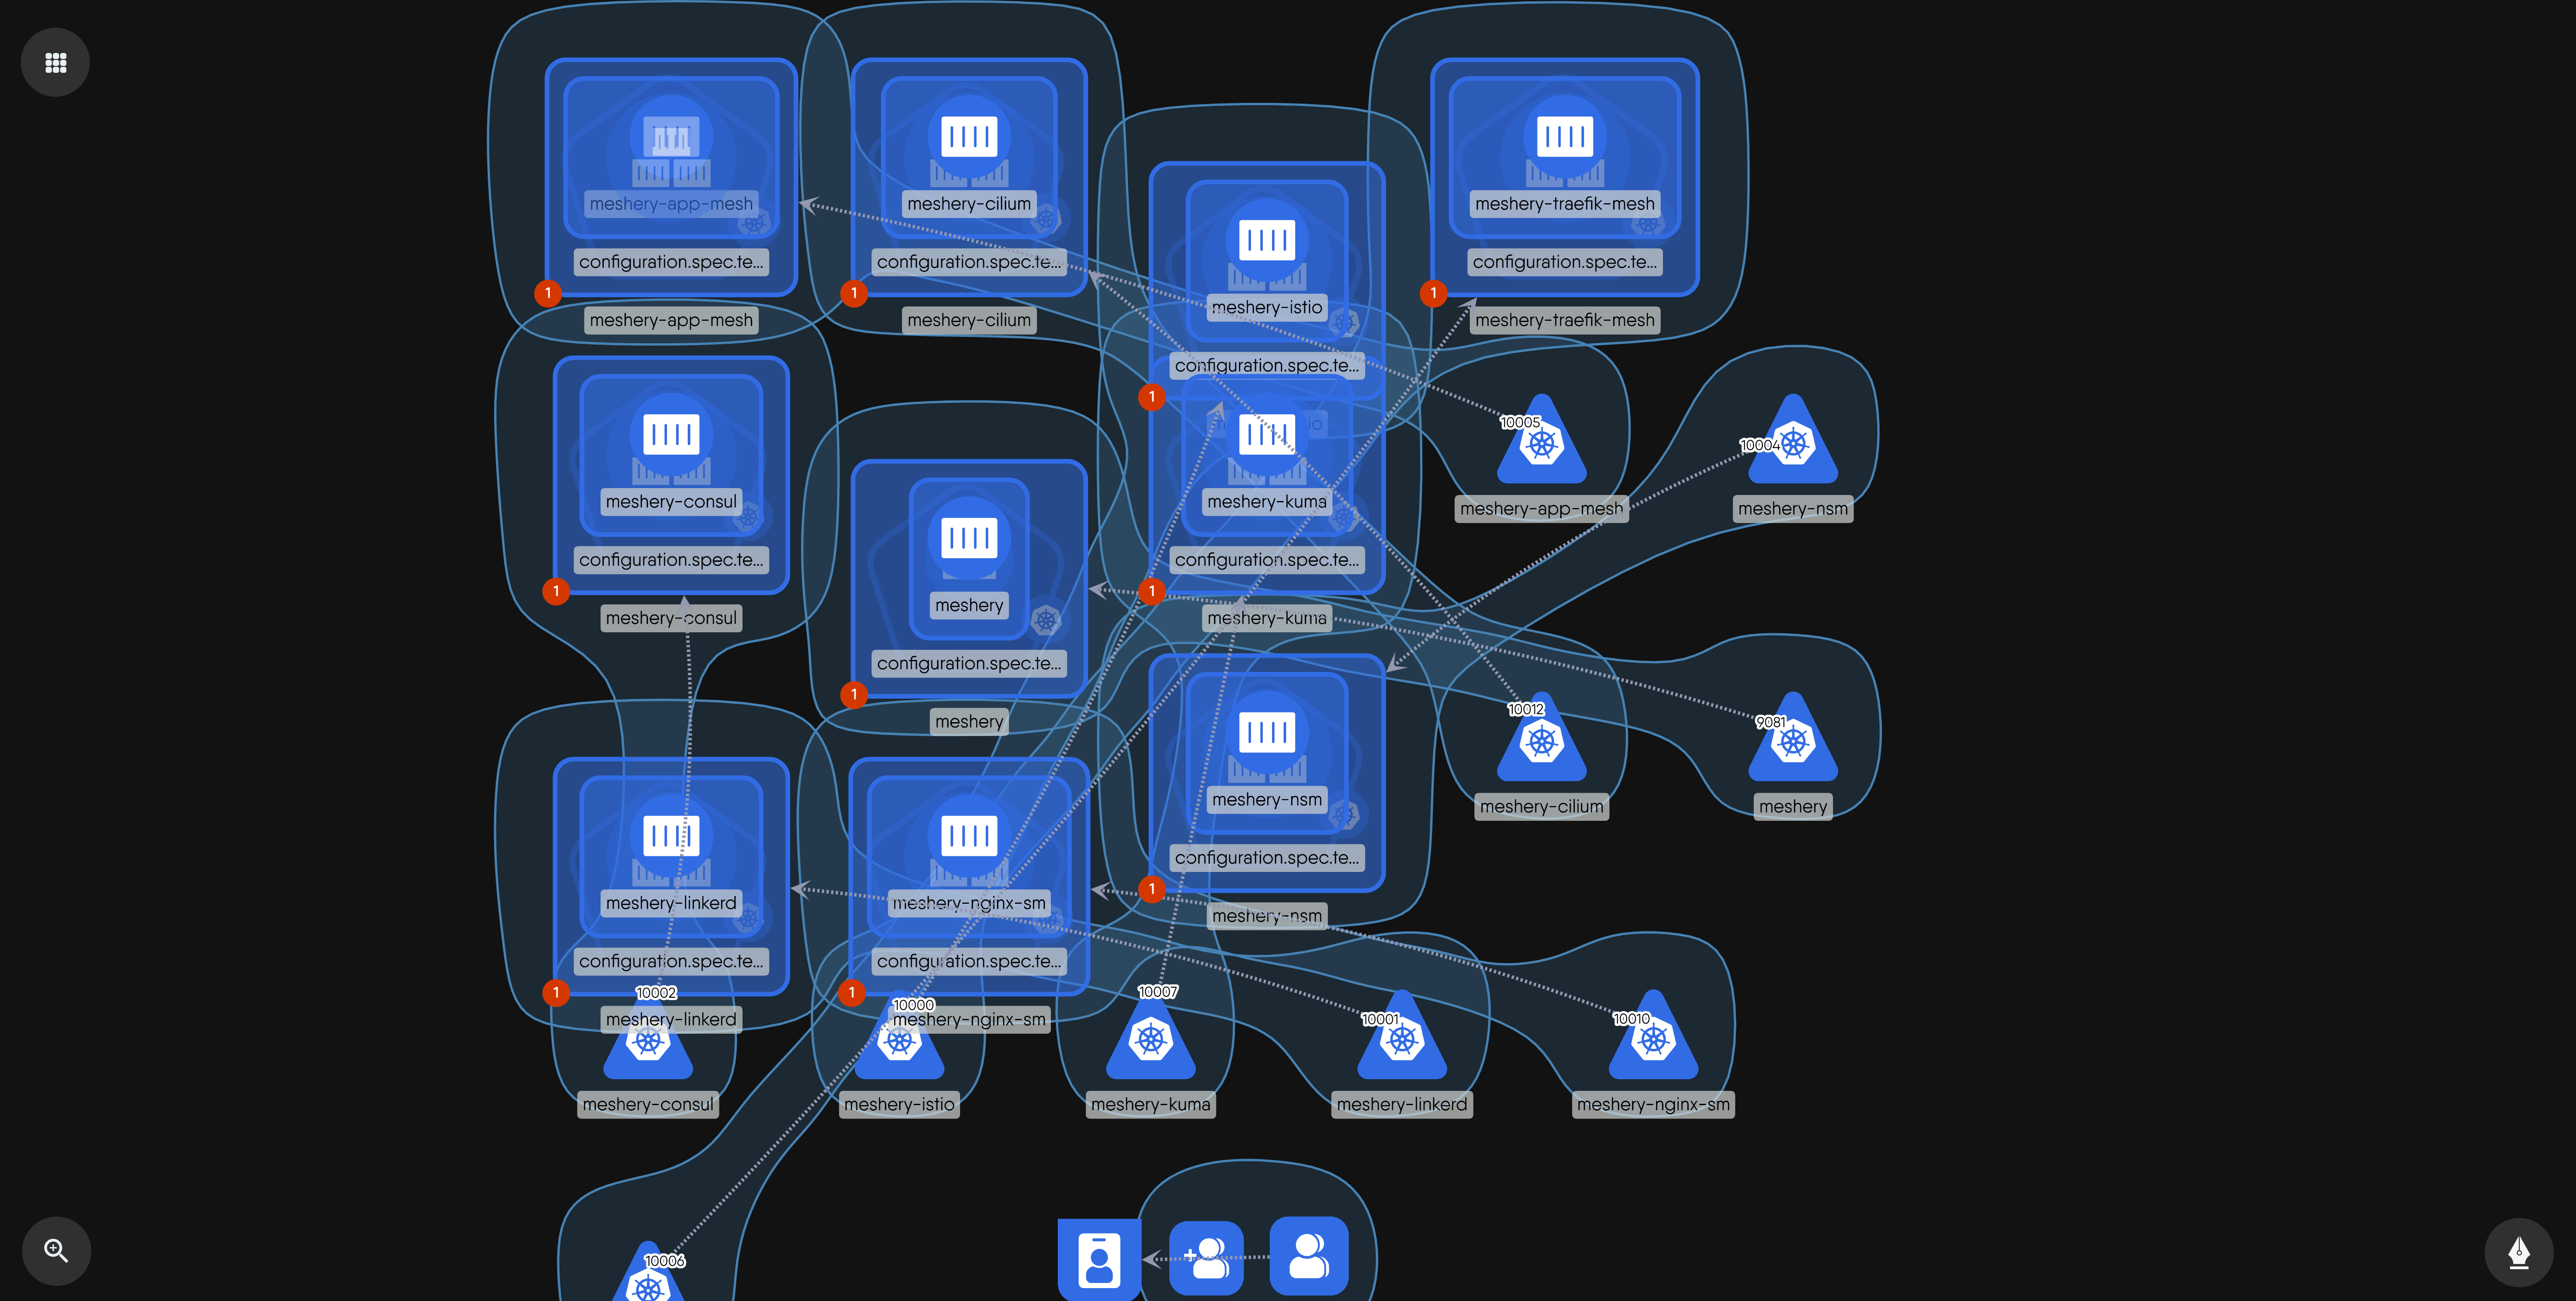 meshery-app-mesh
configuration.spec.te...
1
meshery-app-mesh
meshery-cilium
configuration.spec.te...
1
meshery-cilium
meshery-istio
configuration.spec.te...
1
meshery-traefik-mesh
configuration.spec.te...
1
meshery-traefik-mesh
meshery-consul
configuration.spec.te...
1
meshery-consul
meshery
configuration.spec.te...
1
meshery
meshery-kuma
configuration.spec.te...
1
meshery-kuma
10005
meshery-app-mesh
10004
meshery-nsm
meshery-nsm
configuration.spec.te...
1
meshery-nsm
10012
meshery-cilium
9081
meshery
meshery-linkerd
configuration.spec.te...
1
meshery-linkerd
meshery-nginx-sm
configuration.spec.te...
1
meshery-nginx-sm
10002
meshery-consul
10000
meshery-istio
10007
meshery-kuma
10001
meshery-linkerd
10010
meshery-nginx-sm
10006